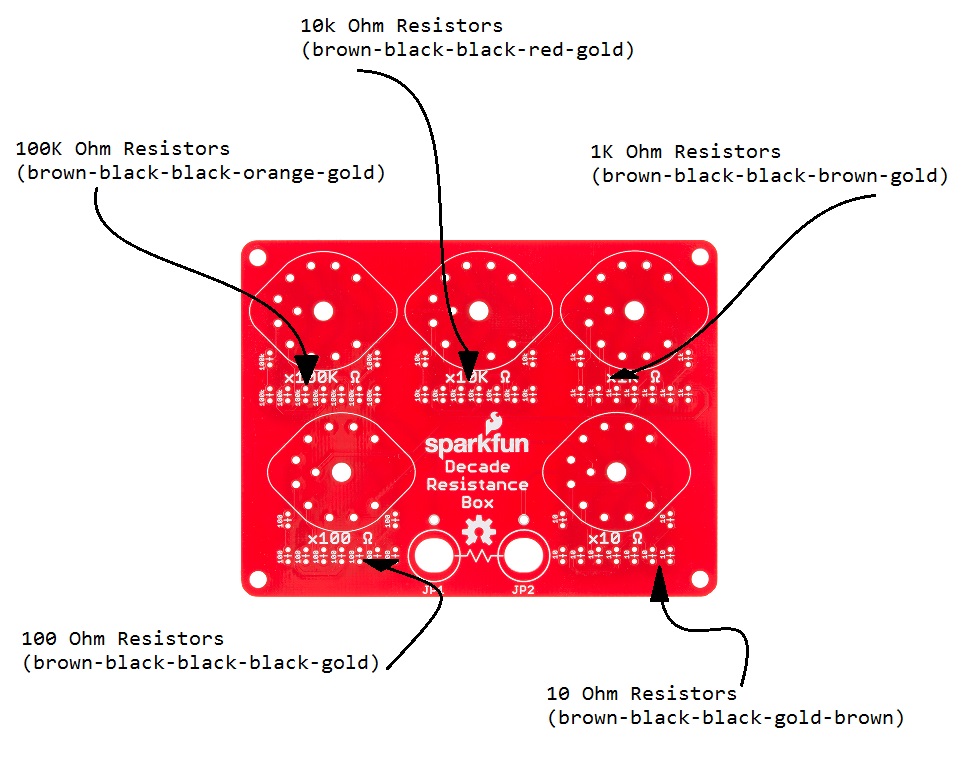 10k Ohm Resistors
(brown-black-black-red-gold)
100K Ohm Resistors
(brown-black-black-orange-gold)
1K Ohm Resistors
(brown-black-black-brown-gold)
x100K Ω
x10K Ω
Ω
sparkfun
Decade
Resistance
Box
x100 Ω
x10 Ω
JP1
JP2
100 Ohm Resistors
(brown-black-black-black-gold)
10 Ohm Resistors
(brown-black-black-gold-brown)